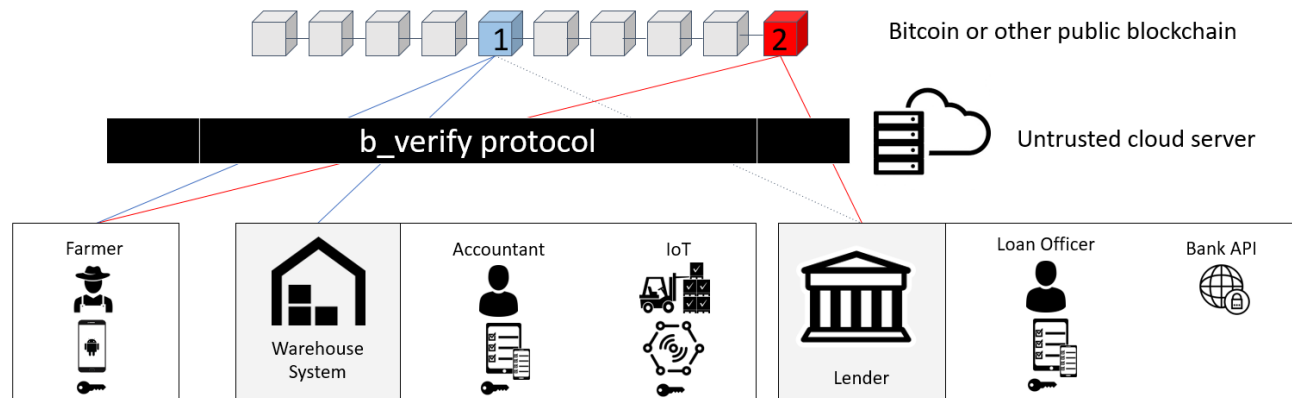 1
2
Bitcoin or other public blockchain
b_verify protocol
Untrusted cloud server
Farmer
Warehouse
System
Accountant
IoT
Lender
Loan Officer
Bank API